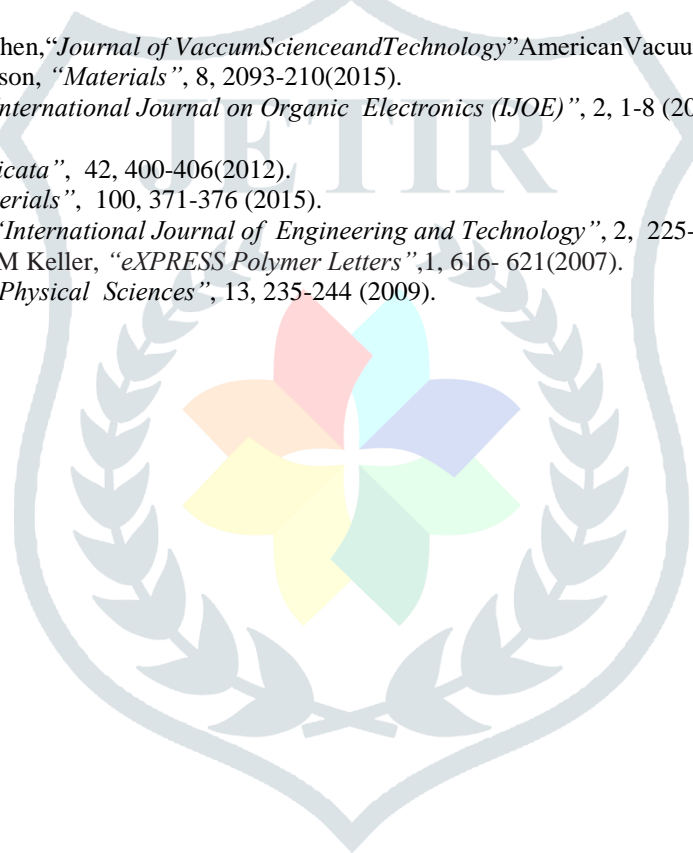 hen,“Journal of VaccumScienceandTechnology”AmericanVacuu
son, “Materials”, 8, 2093-210(2015).
nternational Journal on Organic Electronics (IJOE)”, 2, 1-8 (20
icata”, 42, 400-406(2012).
erials”, 100, 371-376 (2015).
“International Journal of Engineering and Technology”, 2, 225-
M Keller, “eXPRESS Polymer Letters”,1, 616- 621(2007).
Physical Sciences”, 13, 235-244 (2009).
JETIR